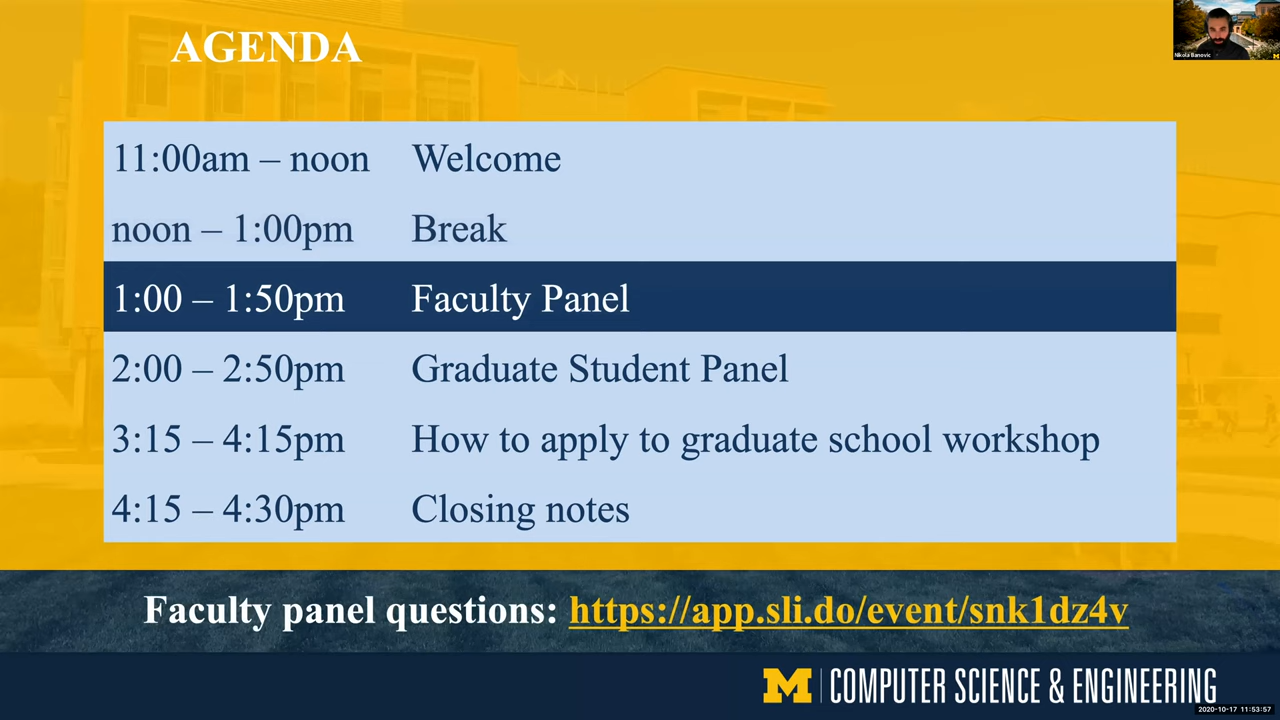 AGENDA
Nikola Banovic
11:00am – noon Welcome
noon – 1:00pm Break
1:00 – 1:50pm Faculty Panel
2:00 – 2:50pm Graduate Student Panel
3:15 – 4:15pm How to apply to graduate school workshop
4:15 – 4:30pm Closing notes
Faculty panel questions: https://app.sli.do/event/snk1dz4v
M COMPUTER SCIENCE & ENGINEERING
2020-10-17 11:53:57